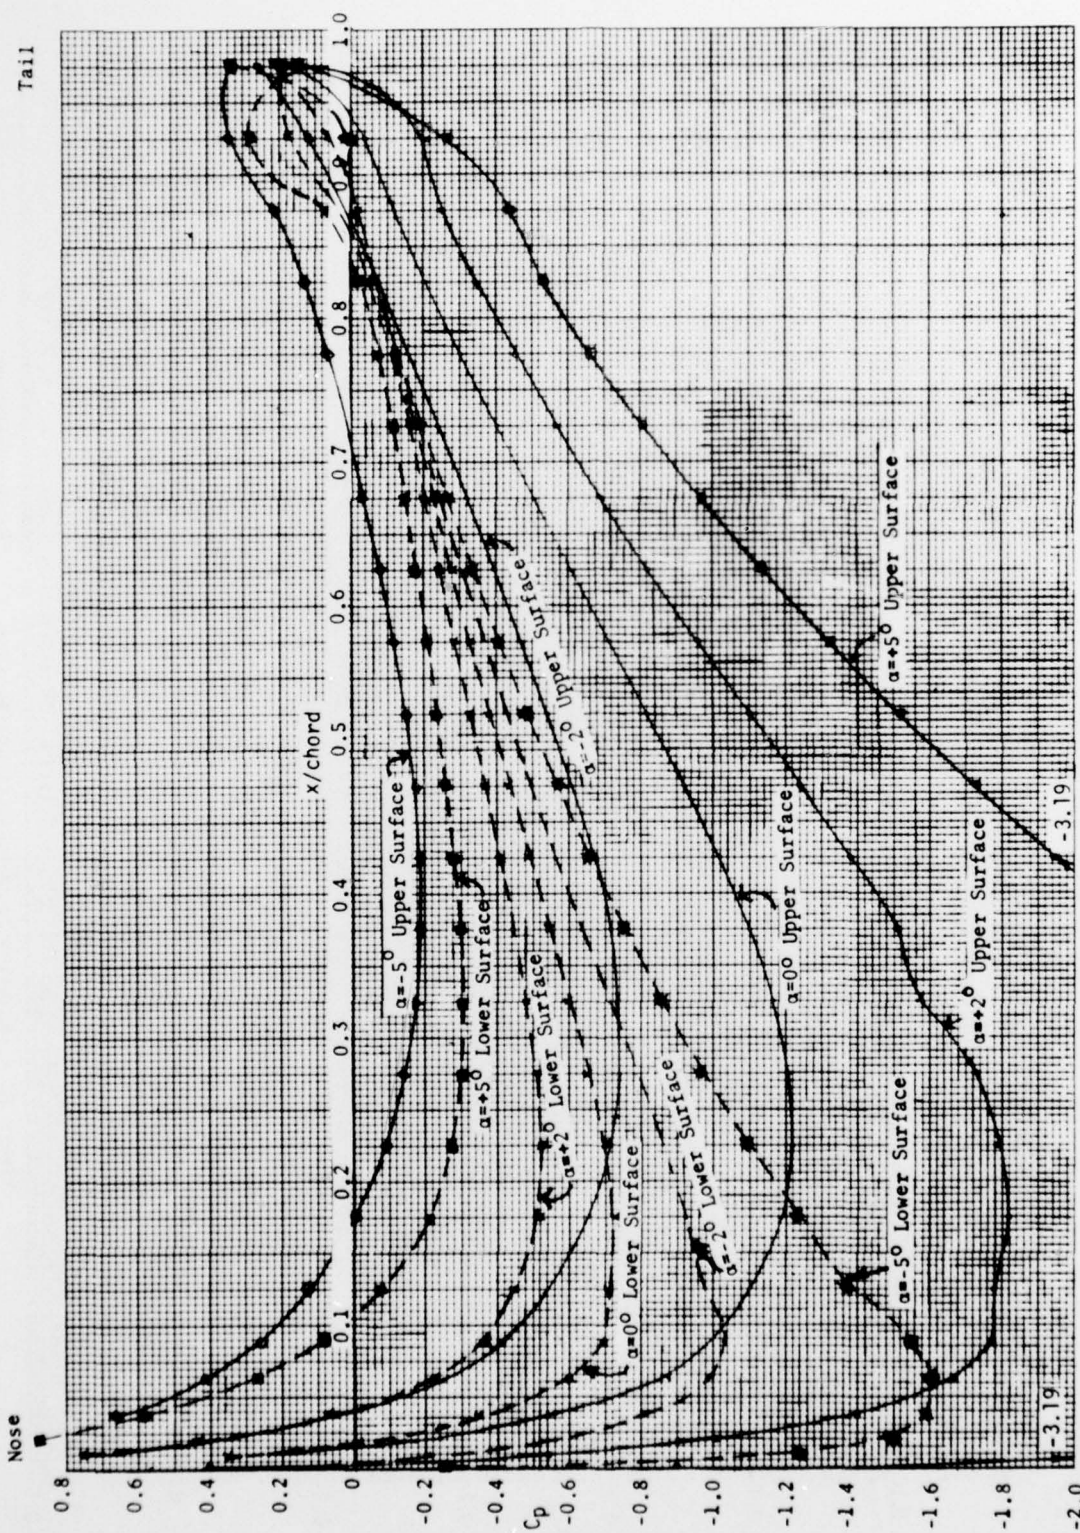 Nose
Tail
0.8
0.6
0.4
0.2
0
-0.2
-0.4
-0.6
-0.8
-1.0
-1.2
-1.4
-1.6
-1.8
-2.0
Cp
0.1
0.2
0.3
0.4
0.5
0.6
0.7
0.8
0.9
1.0
x/chord
α=-5° Upper Surface
α=+5° Lower Surface
α=+2° Lower Surface
α=0° Lower Surface
α=-2° Lower Surface
α=-5° Lower Surface
α=-2° Upper Surface
α=0° Upper Surface
α=+2° Upper Surface
α=+5° Upper Surface
-3.19
-3.19